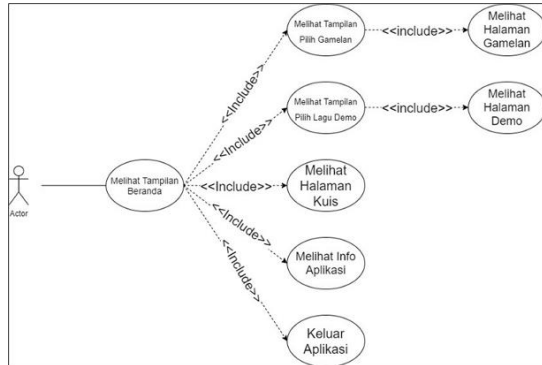 Melihat Tampilan
Pilih Gamelan
<<include>>
Melihat
Halaman
Gamelan
<<Include>>
Melihat Tampilan
Pilih Lagu Demo
<<include>>
Melihat
Halaman
Demo
<<Include>>
Actor
Melihat Tampilan
Beranda
<<Include>>
Melihat
Halaman
Kuis
<<Include>>
Melihat Info
Aplikasi
<<Include>>
Keluar
Aplikasi